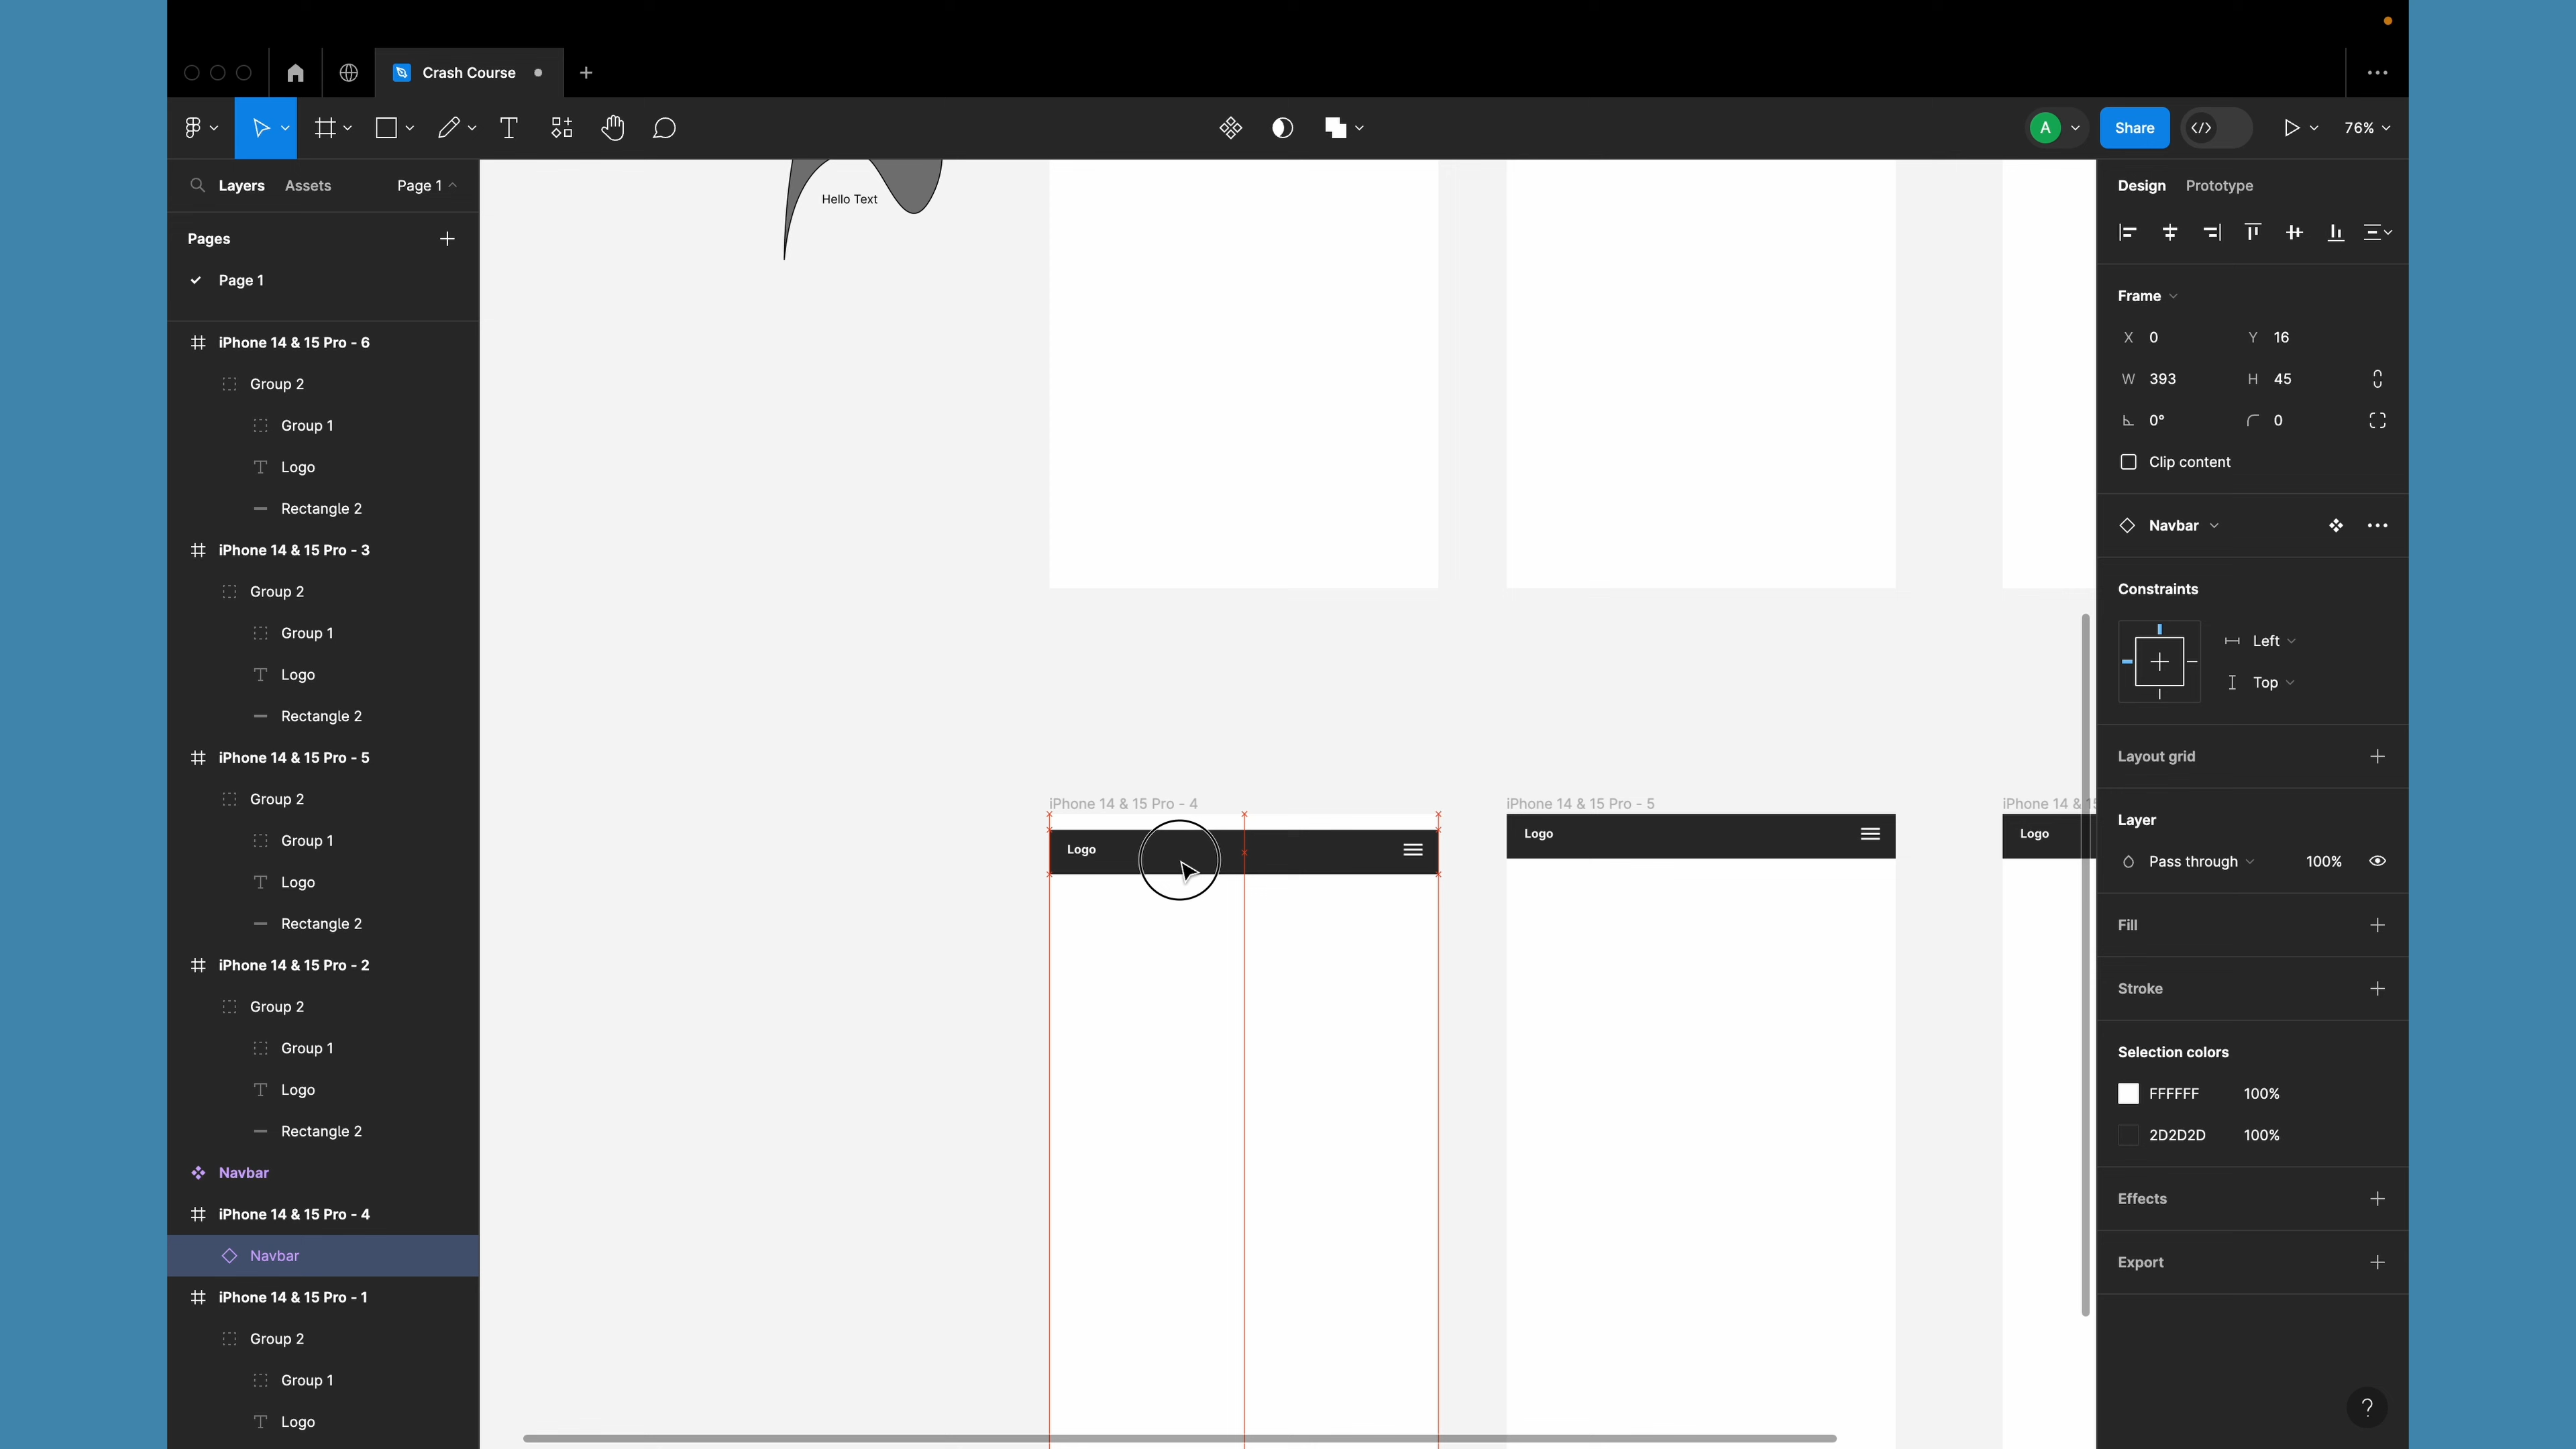 Crash Course
A
Share
76%
Layers
Assets
Page 1
Pages
Page 1
iPhone 14 & 15 Pro - 6
Group 2
Group 1
Logo
Rectangle 2
iPhone 14 & 15 Pro - 3
Group 2
Group 1
Logo
Rectangle 2
iPhone 14 & 15 Pro - 5
Group 2
Group 1
Logo
Rectangle 2
iPhone 14 & 15 Pro - 2
Group 2
Group 1
Logo
Rectangle 2
Navbar
iPhone 14 & 15 Pro - 4
Navbar
iPhone 14 & 15 Pro - 1
Group 2
Group 1
Logo
Hello Text
iPhone 14 & 15 Pro - 4
Logo
iPhone 14 & 15 Pro - 5
Logo
iPhone 14 & 15
Logo
Design
Prototype
Frame
X 0 Y 16
W 393 H 45
0° 0
Clip content
Navbar
Constraints
Left
Top
Layout grid
Layer
Pass through 100%
Fill
Stroke
Selection colors
FFFFFF 100%
2D2D2D 100%
Effects
Export
?